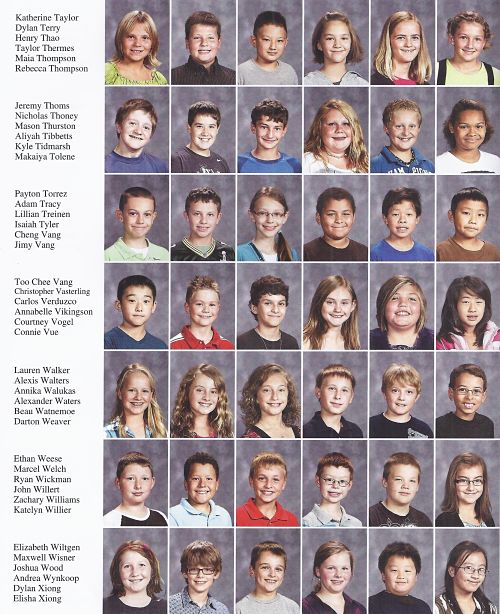 Katherine Taylor
Dylan Terry
Henry Thao
Taylor Thermes
Maia Thompson
Rebecca Thompson
Jeremy Thoms
Nicholas Thoney
Mason Thurston
Aliyah Tibbetts
Kyle Tidmarsh
Makaiya Tolene
Payton Torrez
Adam Tracy
Lillian Treinen
Isaiah Tyler
Cheng Vang
Jimy Vang
Too Chee Vang
Christopher Vasterling
Carlos Verduzco
Annabelle Vikingson
Courtney Vogel
Connie Vue
Lauren Walker
Alexis Walters
Annika Walukas
Alexander Waters
Beau Watnemoe
Darton Weaver
Ethan Weese
Marcel Welch
Ryan Wickman
John Willert
Zachary Williams
Katelyn Willier
Elizabeth Wiltgen
Maxwell Wisner
Joshua Wood
Andrea Wynkoop
Dylan Xiong
Elisha Xiong